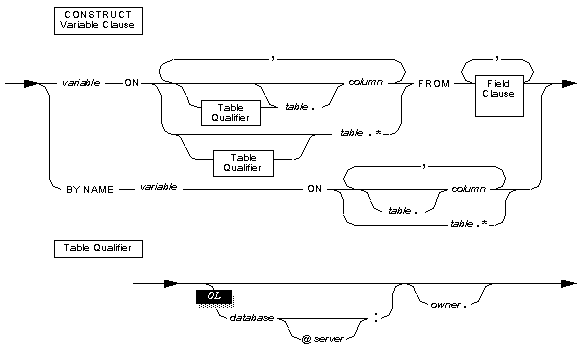 CONSTRUCT
Variable Clause
,
,
variable ON column FROM Field
Clause
Table
Qualifier
table .
table . *
Table
Qualifier
,
BY NAME variable ON column
table .
table . *
Table Qualifier
OL
database : owner .
@ server